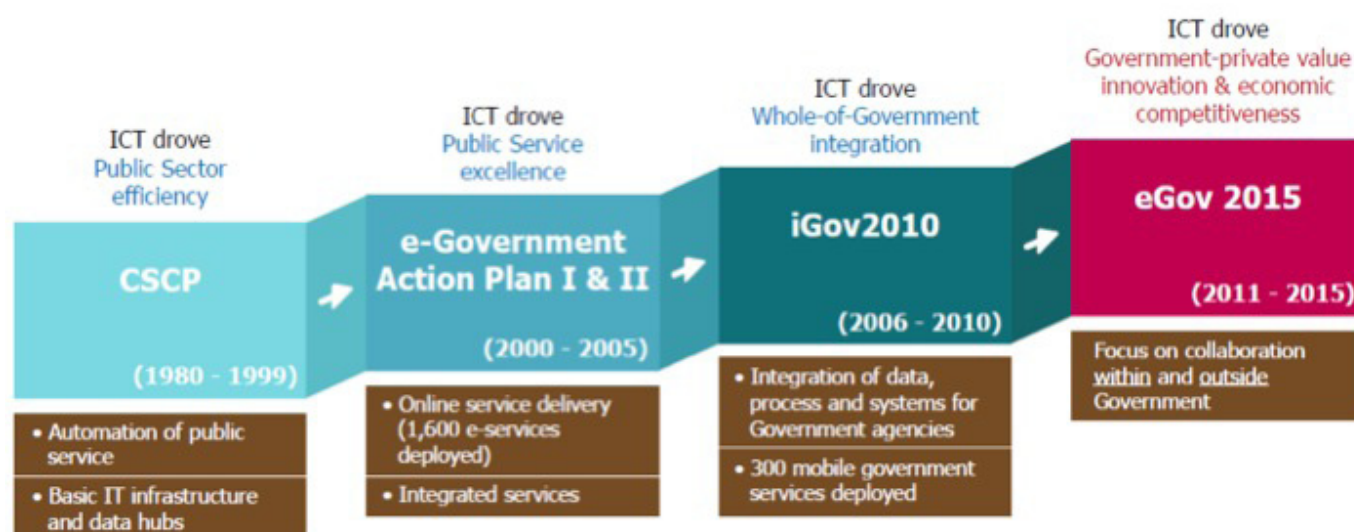 ICT drove
Public Sector
efficiency
CSCP
(1980 - 1999)
• Automation of public
service
• Basic IT infrastructure
and data hubs
ICT drove
Public Service
excellence
e-Government
Action Plan I & II
(2000 - 2005)
• Online service delivery
(1,600 e-services
deployed)
• Integrated services
ICT drove
Whole-of-Government
integration
iGov2010
(2006 - 2010)
• Integration of data,
process and systems for
Government agencies
• 300 mobile government
services deployed
ICT drove
Government-private value
innovation & economic
competitiveness
eGov 2015
(2011 - 2015)
Focus on collaboration
within and outside
Government